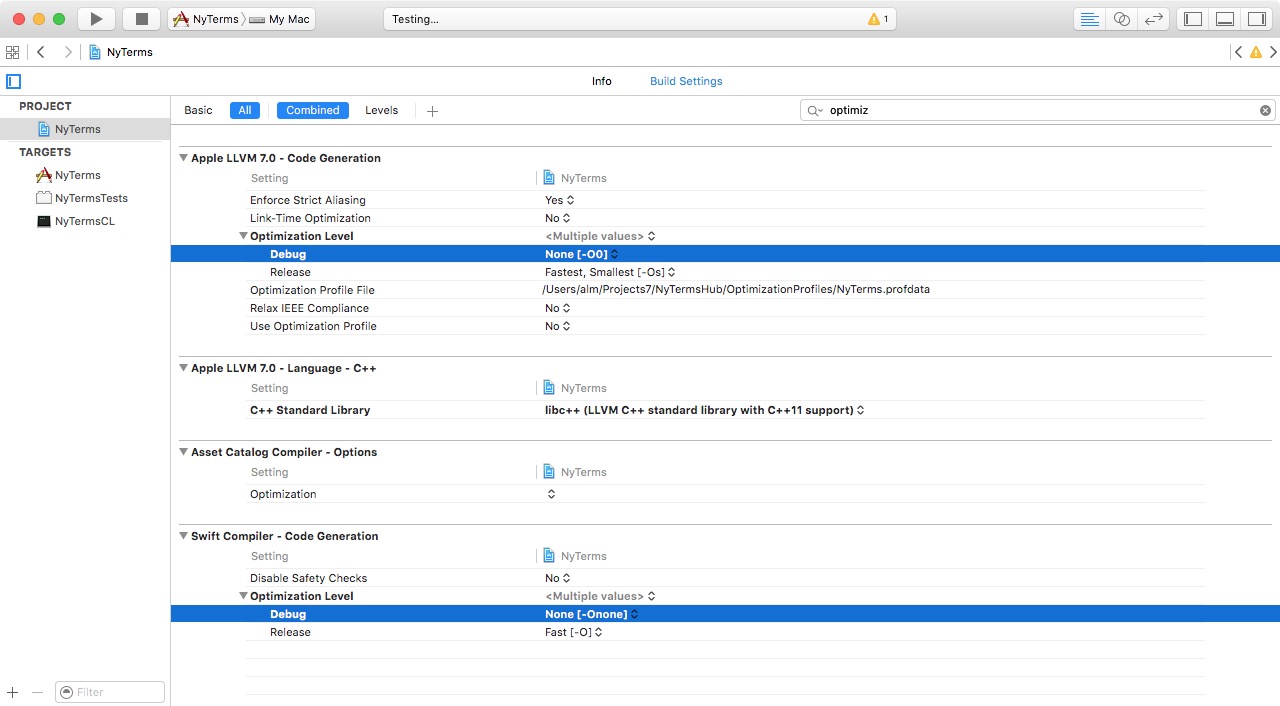 NyTerms My Mac Testing... 1
NyTerms
Info Build Settings
PROJECT
NyTerms
TARGETS
NyTerms
NyTermsTests
NyTermsCL
Filter
Basic All Combined Levels optimiz
Apple LLVM 7.0 - Code Generation
Setting NyTerms
Enforce Strict Aliasing Yes
Link-Time Optimization No
Optimization Level <Multiple values>
Debug None [-O0]
Release Fastest, Smallest [-Os]
Optimization Profile File /Users/alm/Projects7/NyTermsHub/OptimizationProfiles/NyTerms.profdata
Relax IEEE Compliance No
Use Optimization Profile No
Apple LLVM 7.0 - Language - C++
Setting NyTerms
C++ Standard Library libc++ (LLVM C++ standard library with C++11 support)
Asset Catalog Compiler - Options
Setting NyTerms
Optimization
Swift Compiler - Code Generation
Setting NyTerms
Disable Safety Checks No
Optimization Level <Multiple values>
Debug None [-Onone]
Release Fast [-O]